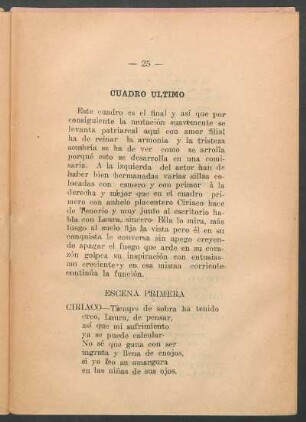 — 25 —
CUADRO ULTIMO
Este cuadro es el final y así que por
consiguiente la mutación suavemente se
levanta patriarcal aquí con amor filial
ha de reinar la armonía y la tristeza
sombría se ha de ver como se arrolla
porqué esto se desarrolla en una comi-
saría. A la izquierda del actor han de
haber bien hermanadas varias sillas co-
locadas con esmero y con primor á la
derecha y mejor que en el cuadro pri-
mero con anhelo placentero Ciriaco hace
de Tenorio y muy junto al escritorio habla
con Laura, sincero. Ella lo mira, más
luego al suelo fija la vista pero él en su
conquista le conversa sin apego creyen-
do apagar el fuego que arde en su cora-
zón golpea su inspiración con entusias-
mo creciente y en esa misma corriente
continúa la función.
ESCENA PRIMERA
CIRIACO—Tiempo de sobra há tenido
creo, Laura, de pensar,
así que mi sufrimiento
ya se puede calcular
No sé que gana con ser
ingrata y llena de enojos,
si yo leo su amargura
en las niñas de sus ojos.